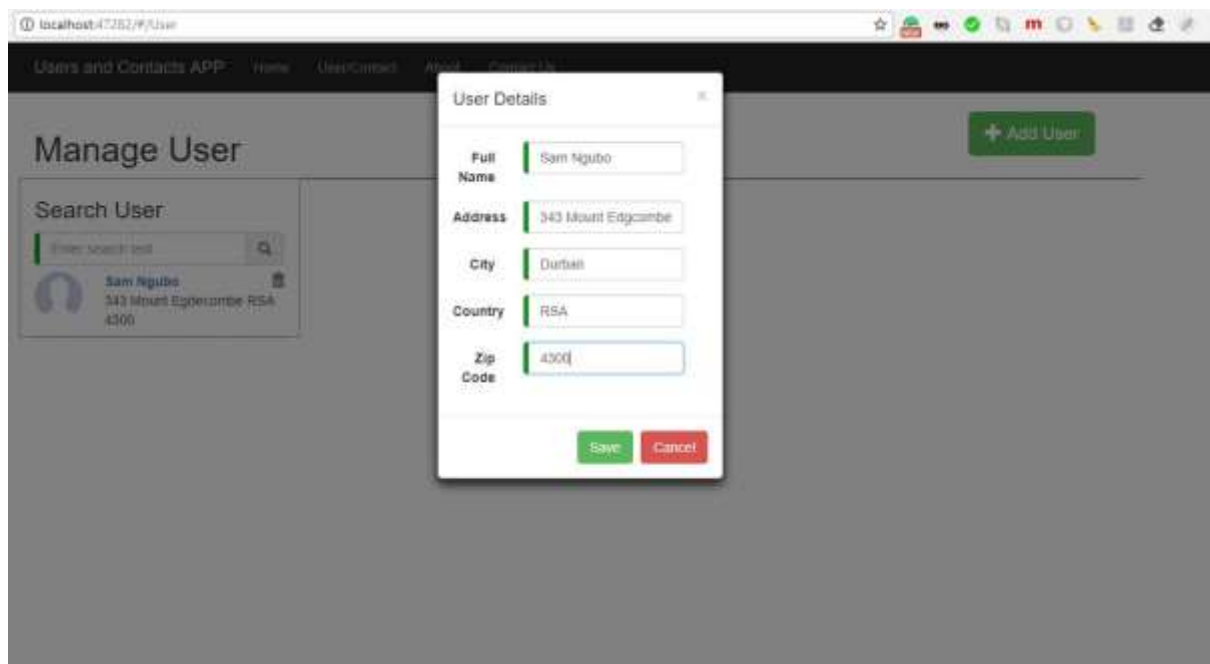 localhost:47282/#/User
Users and Contacts APP Home User/Contact About Contact Us
Manage User
+ Add User
Search User
Enter search text
Sam Ngubo
343 Mount Egdecombe RSA
4300
User Details
×
Full Name
Sam Ngubo
Address
343 Mount Edgcombe
City
Durban
Country
RSA
Zip Code
4300
Save
Cancel